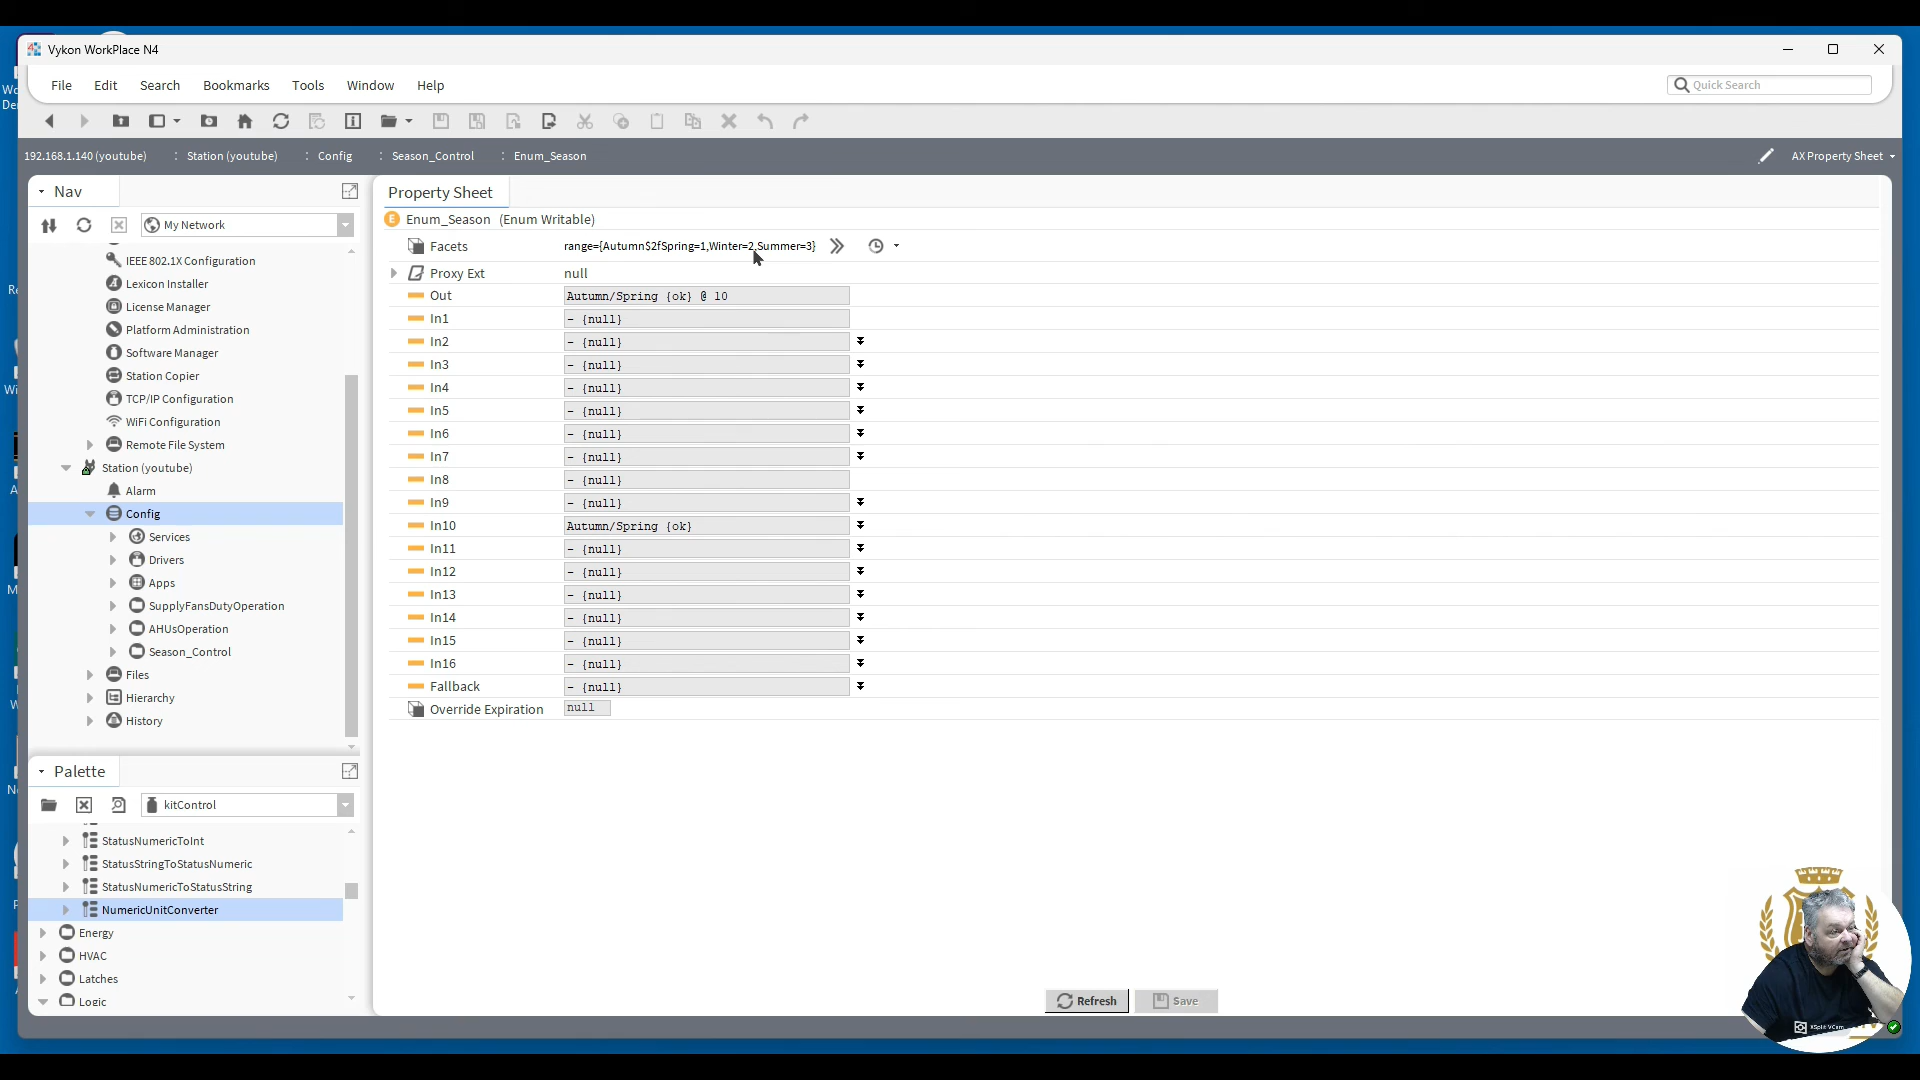 Vykon WorkPlace N4
File Edit Search Bookmarks Tools Window Help
Quick Search
192.168.1.140 (youtube) : Station (youtube) : Config : Season_Control : Enum_Season
AX Property Sheet
Nav
My Network
IEEE 802.1X Configuration
Lexicon Installer
License Manager
Platform Administration
Software Manager
Station Copier
TCP/IP Configuration
WiFi Configuration
Remote File System
Station (youtube)
Alarm
Config
Services
Drivers
Apps
SupplyFansDutyOperation
AHUsOperation
Season_Control
Files
Hierarchy
History
Palette
kitControl
StatusNumericToInt
StatusStringToStatusNumeric
StatusNumericToStatusString
NumericUnitConverter
Energy
HVAC
Latches
Logic
Property Sheet
Enum_Season (Enum Writable)
Facets range={Autumn$2fSpring=1,Winter=2,Summer=3}
Proxy Ext null
Out Autumn/Spring {ok} @ 10
In1 - {null}
In2 - {null}
In3 - {null}
In4 - {null}
In5 - {null}
In6 - {null}
In7 - {null}
In8 - {null}
In9 - {null}
In10 Autumn/Spring {ok}
In11 - {null}
In12 - {null}
In13 - {null}
In14 - {null}
In15 - {null}
In16 - {null}
Fallback - {null}
Override Expiration null
Refresh Save
XSplit VCam